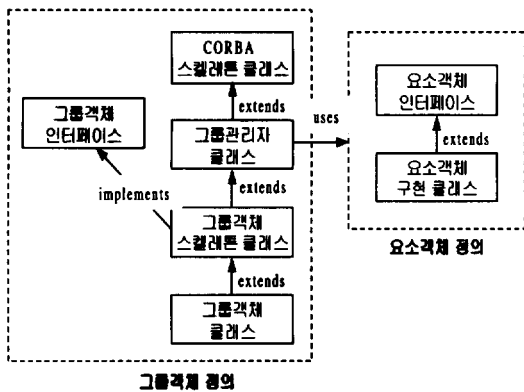 CORBA
스켈레톤 클래스
extends
그룹객체
인터페이스
그룹관리자
클래스
uses
요소객체
인터페이스
extends
요소객체
구현 클래스
extends
implements
그룹객체
스켈레톤 클래스
요소객체 정의
extends
그룹객체
클래스
그룹객체 정의